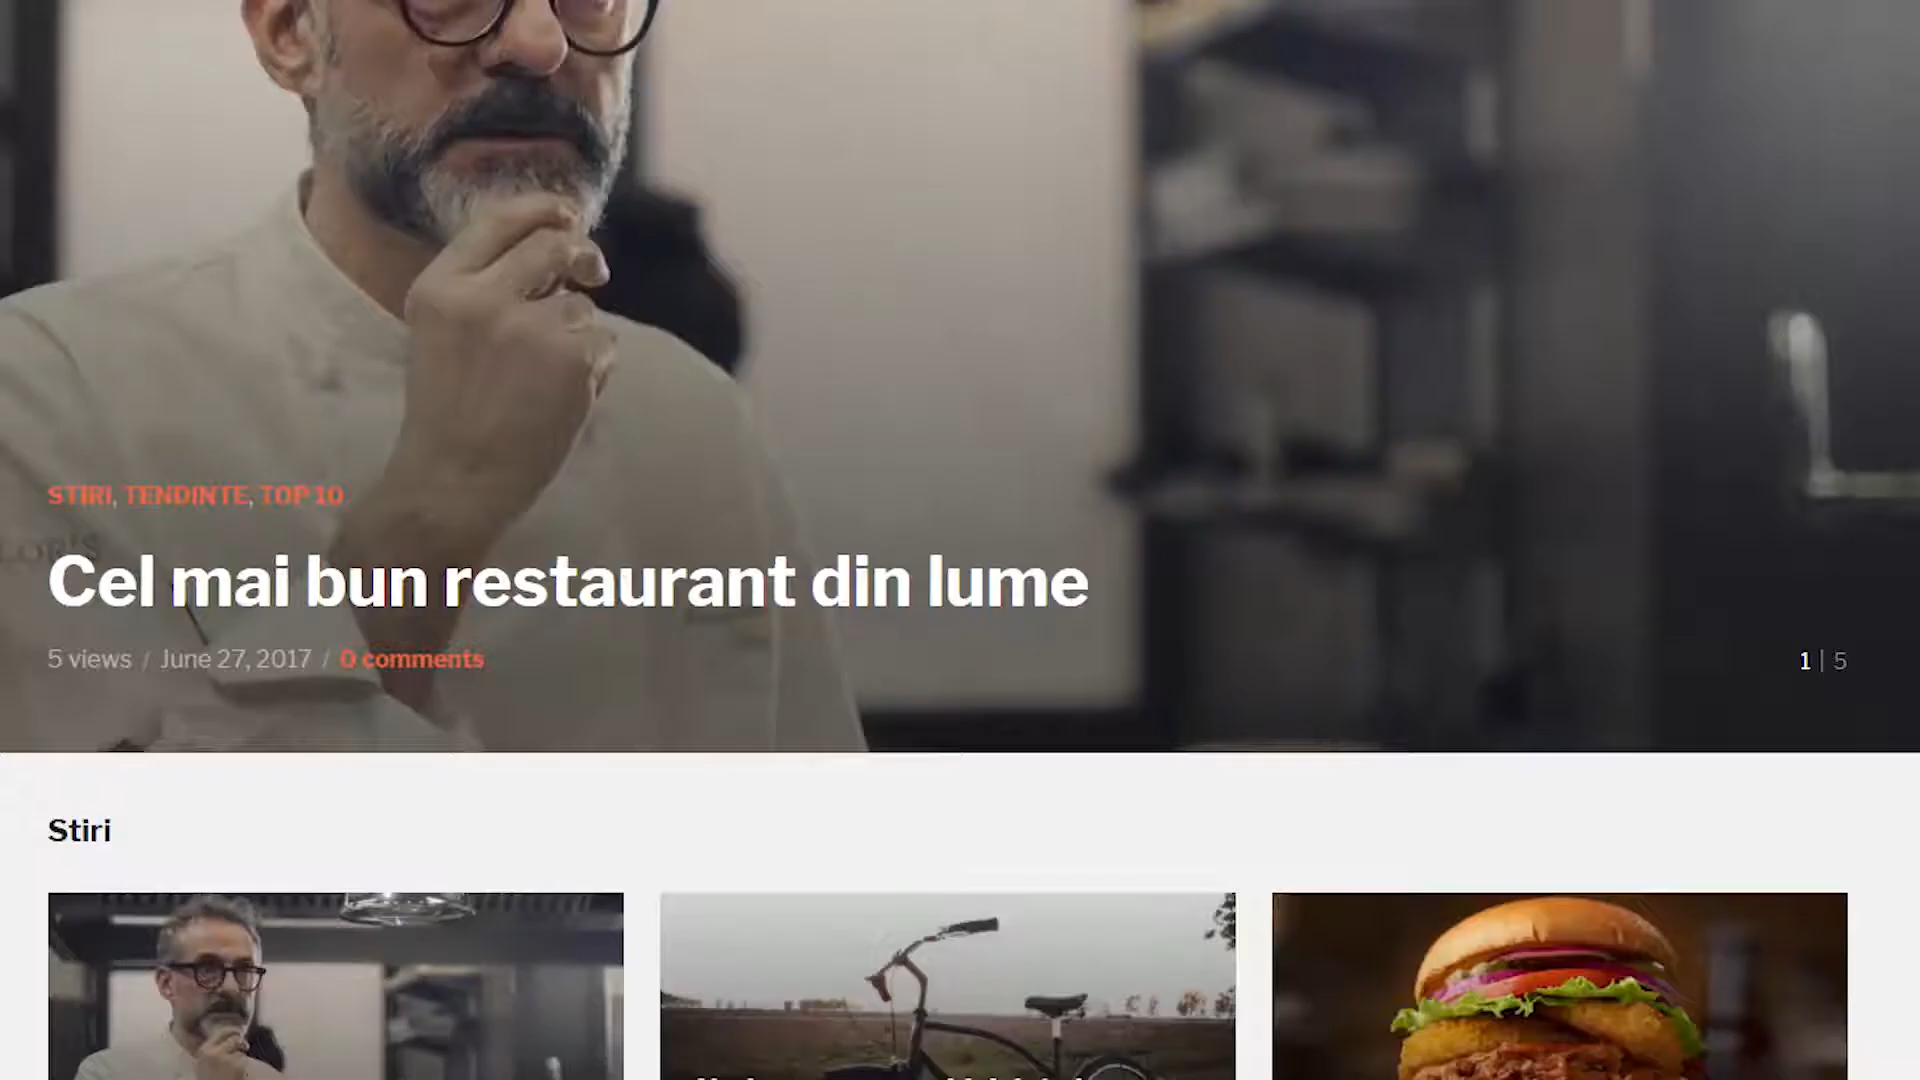 STIRI, TENDINTE, TOP 10
Cel mai bun restaurant din lume
5 views / June 27, 2017 / 0 comments
1 | 5
Stiri